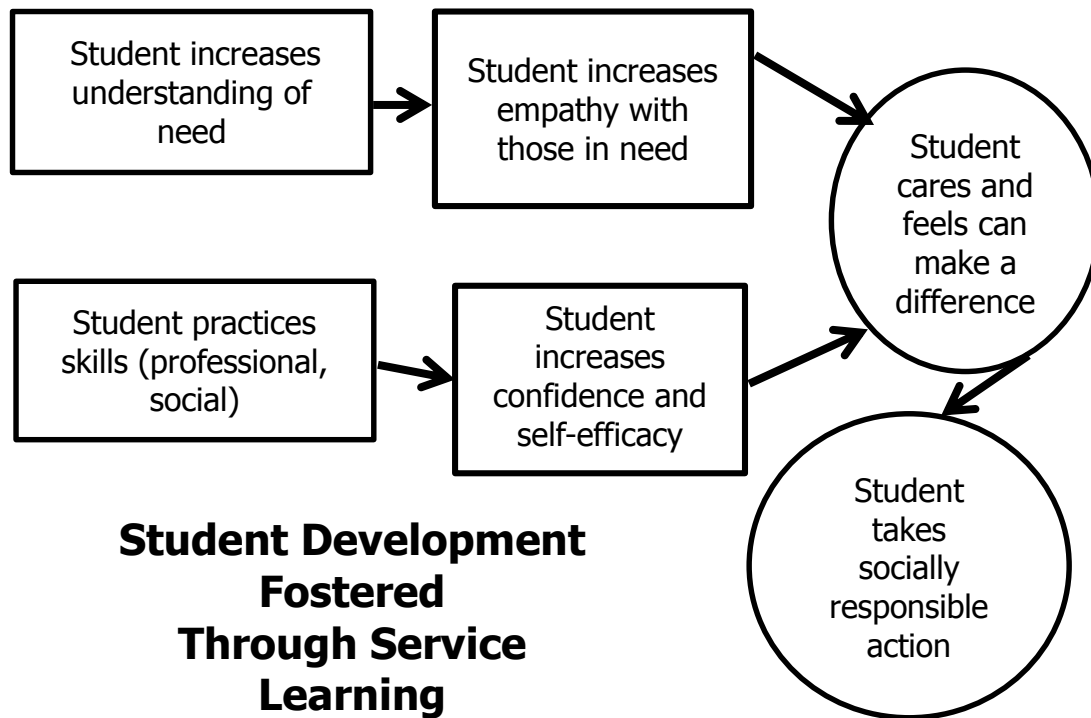 Student increases
understanding of
need
Student increases
empathy with
those in need
Student
cares and
feels can
make a
difference
Student practices
skills (professional,
social)
Student
increases
confidence and
self-efficacy
Student
takes
socially
responsible
action
Student Development
Fostered
Through Service
Learning